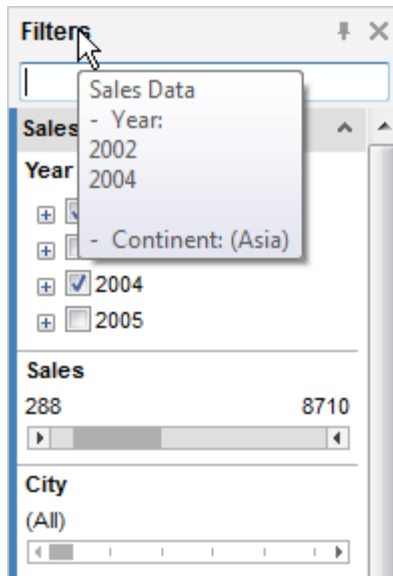 Filters
Sales Data
- Year:
2002
2004
- Continent: (Asia)
Sales
Year
2004
2005
Sales
288 8710
City
(All)